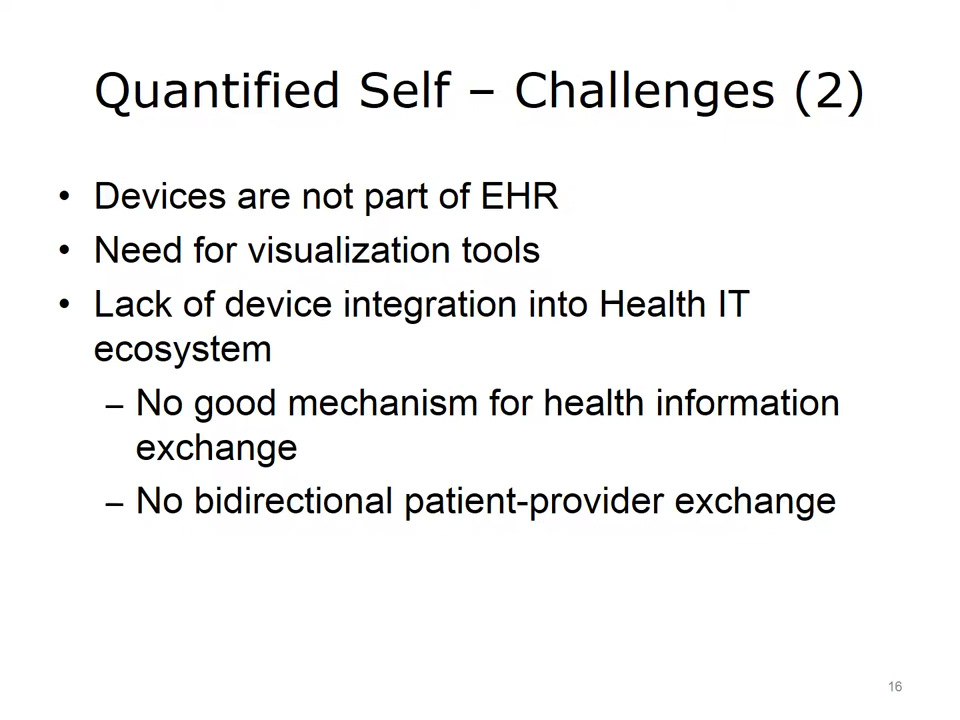 Quantified Self – Challenges (2)
• Devices are not part of EHR
• Need for visualization tools
• Lack of device integration into Health IT
ecosystem
– No good mechanism for health information
exchange
– No bidirectional patient-provider exchange
16